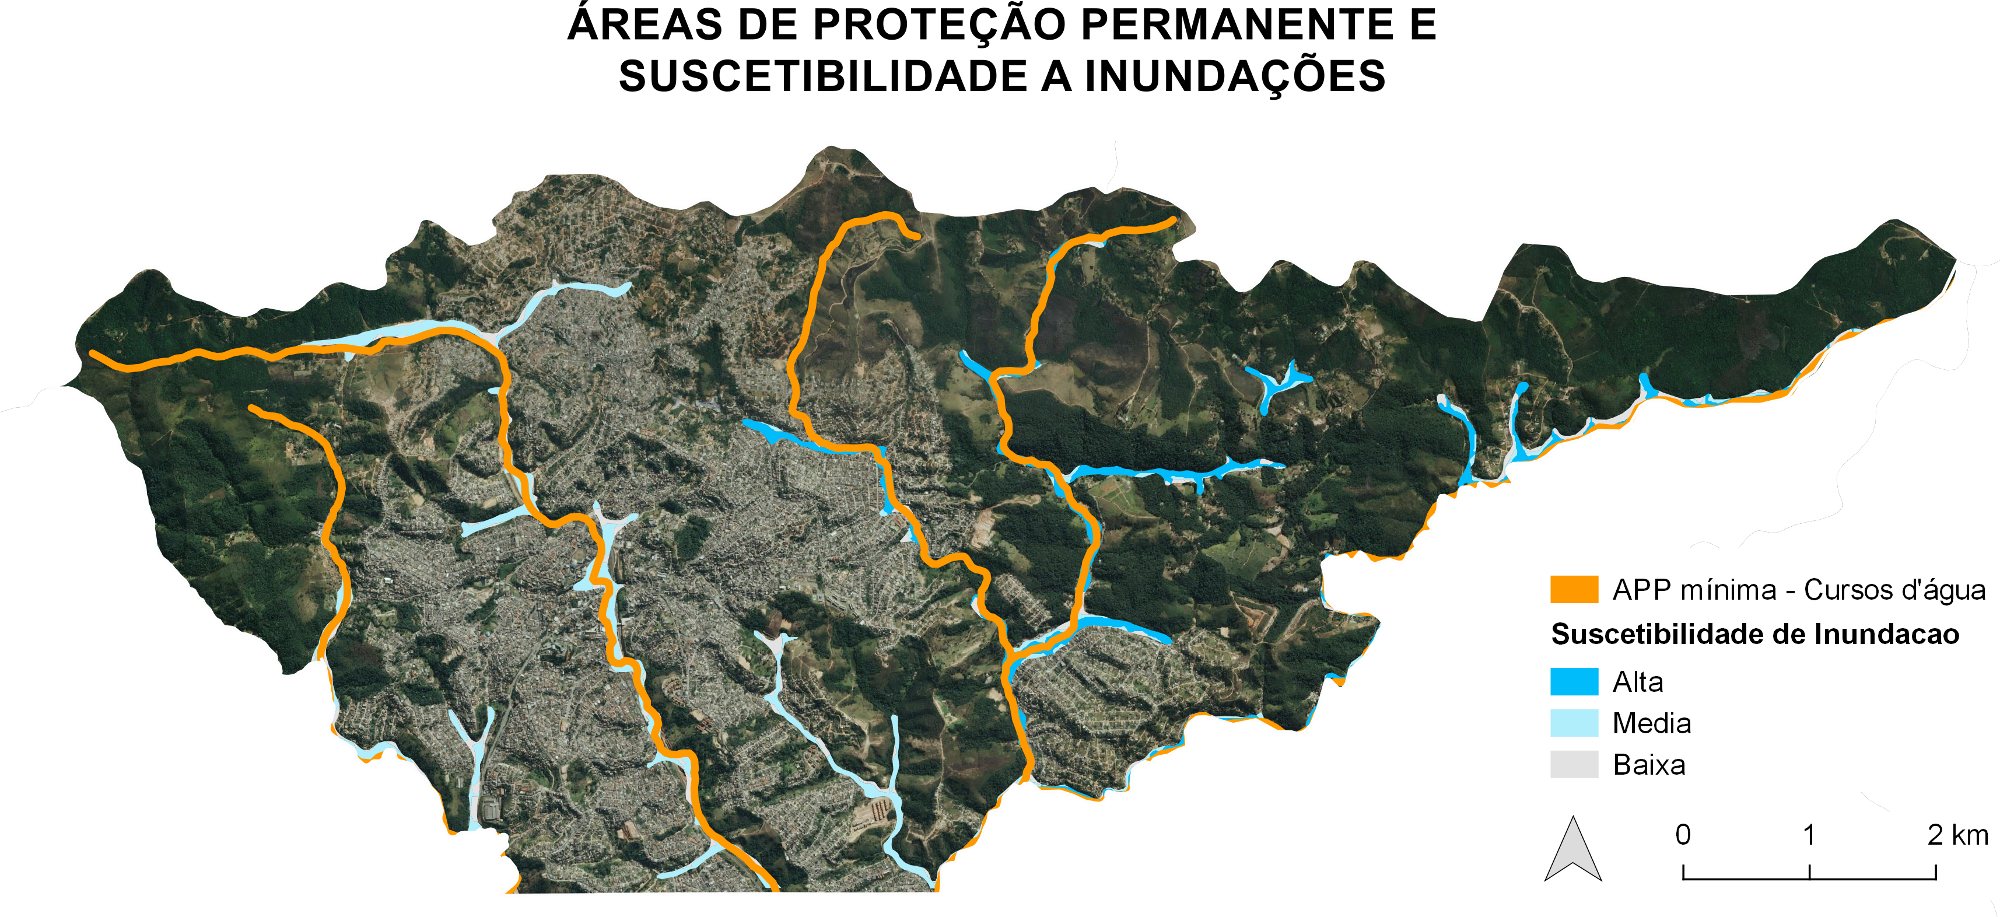 ÁREAS DE PROTEÇÃO PERMANENTE E
SUSCETIBILIDADE A INUNDAÇÕES
APP mínima - Cursos d'água
Suscetibilidade de Inundacao
Alta
Media
Baixa
0 1 2 km